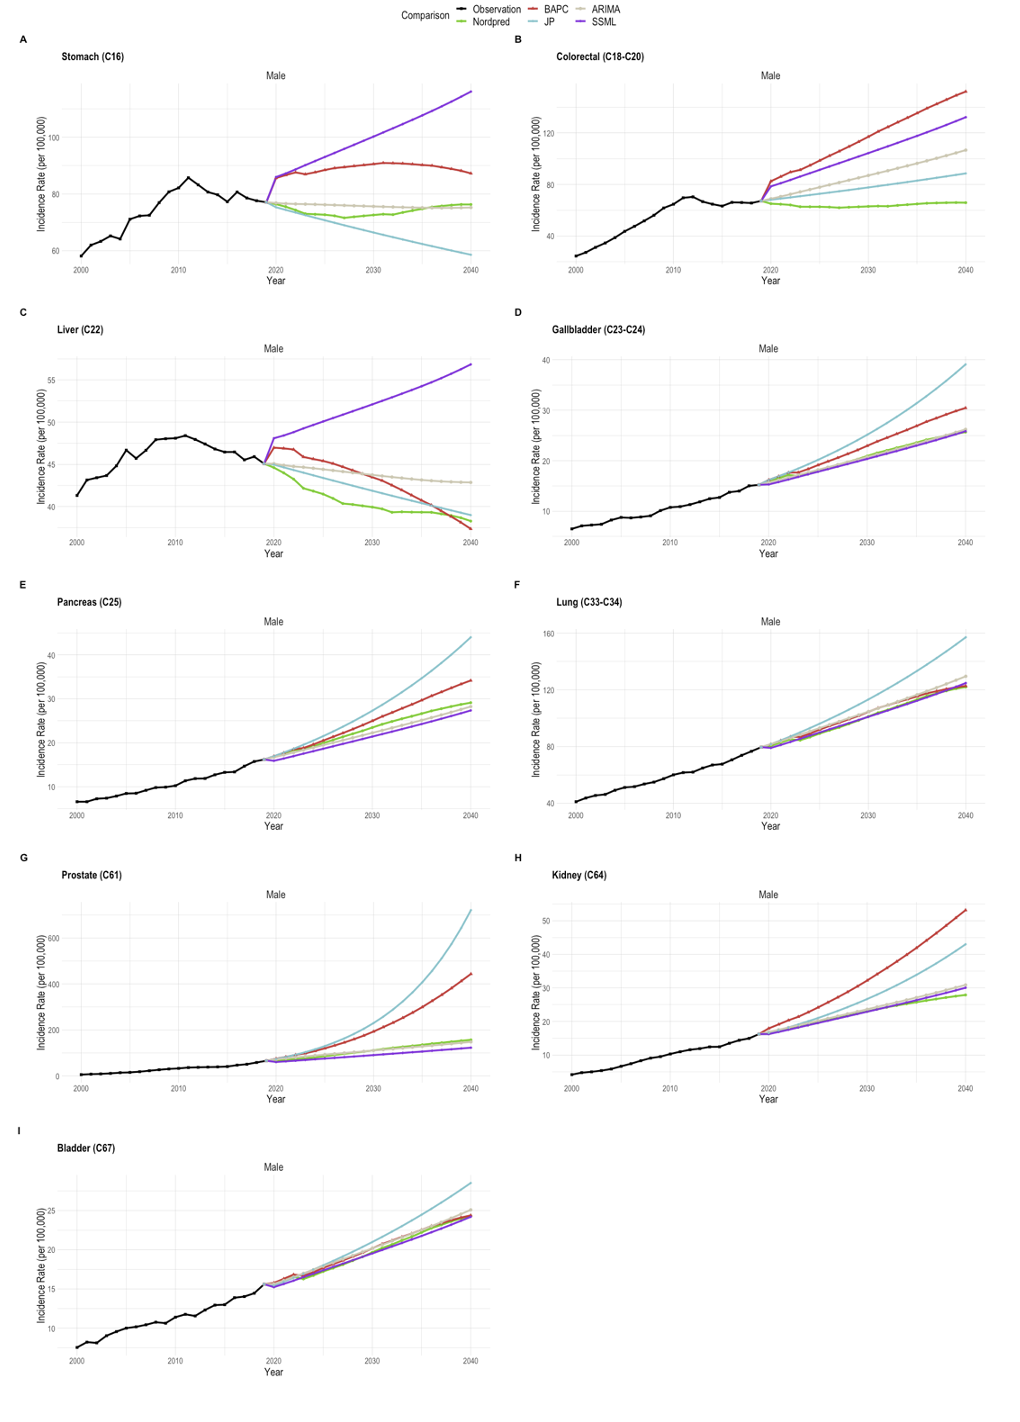 Comparison Observation BAPC ARIMA
Nordpred JP SSML
A B
Stomach (C16) Colorectal (C18-C20)
Male Male
Incidence Rate (per 100,000)
100
80
60
2000 2010 2020 2030 2040
Year
Incidence Rate (per 100,000)
120
80
40
2000 2010 2020 2030 2040
Year
C D
Liver (C22) Gallbladder (C23-C24)
Male Male
Incidence Rate (per 100,000)
55
50
45
40
2000 2010 2020 2030 2040
Year
Incidence Rate (per 100,000)
40
30
20
10
2000 2010 2020 2030 2040
Year
E F
Pancreas (C25) Lung (C33-C34)
Male Male
Incidence Rate (per 100,000)
40
30
20
10
2000 2010 2020 2030 2040
Year
Incidence Rate (per 100,000)
160
120
80
40
2000 2010 2020 2030 2040
Year
G H
Prostate (C61) Kidney (C64)
Male Male
Incidence Rate (per 100,000)
600
400
200
0
2000 2010 2020 2030 2040
Year
Incidence Rate (per 100,000)
50
40
30
20
10
2000 2010 2020 2030 2040
Year
I
Bladder (C67)
Male
Incidence Rate (per 100,000)
25
20
15
10
2000 2010 2020 2030 2040
Year